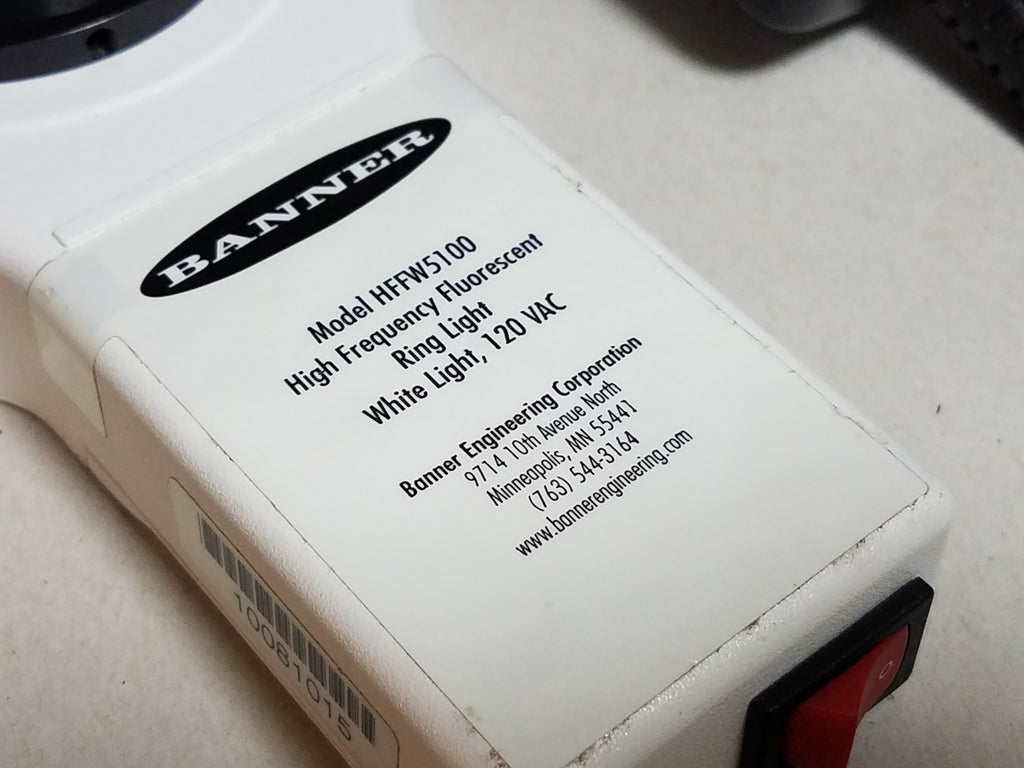 BANNER
Model HFFW5100
High Frequency Fluorescent
Ring Light
White Light, 120 VAC
Banner Engineering Corporation
9714 10th Avenue North
Minneapolis, MN 55441
(763) 544-3164
www.bannerengineering.com
10081015
O